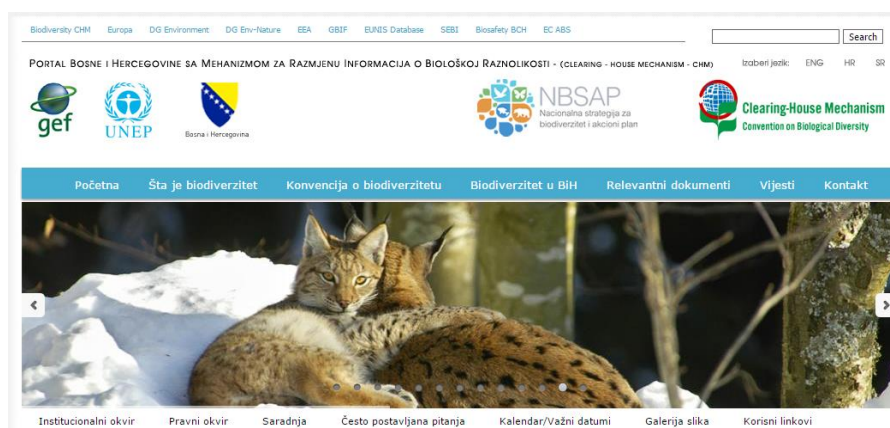 Biodiversity CHM Europa DG Environment DG Env-Nature EEA GBIF EUNIS Database SEBI Biosafety BCH EC ABS
Search
PORTAL BOSNE I HERCEGOVINE SA MEHANIZMOM ZA RAZMJENU INFORMACIJA O BIOLOŠKOJ RAZNOLIKOSTI - (CLEARING - HOUSE MECHANISM - CHM)
Izaberi jezik: ENG HR SR
gef
UNEP
Bosna i Hercegovina
NBSAP
Nacionalna strategija za
biodiverzitet i akcioni plan
Clearing-House Mechanism
Convention on Biological Diversity
Početna Šta je biodiverzitet Konvencija o biodiverzitetu Biodiverzitet u BiH Relevantni dokumenti Vijesti Kontakt
Institucionalni okvir Pravni okvir Saradnja Često postavljana pitanja Kalendar/Važni datumi Galerija slika Korisni linkovi